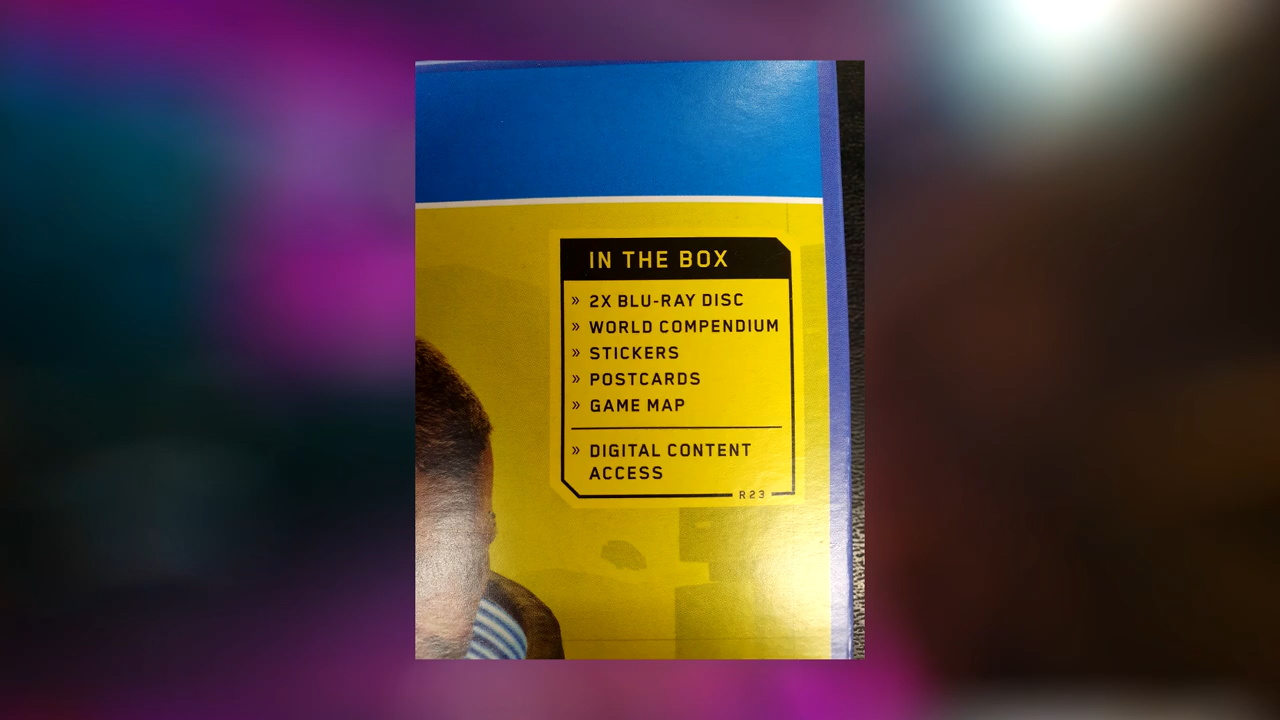 IN THE BOX
» 2X BLU-RAY DISC
» WORLD COMPENDIUM
» STICKERS
» POSTCARDS
» GAME MAP
» DIGITAL CONTENT
ACCESS
R23